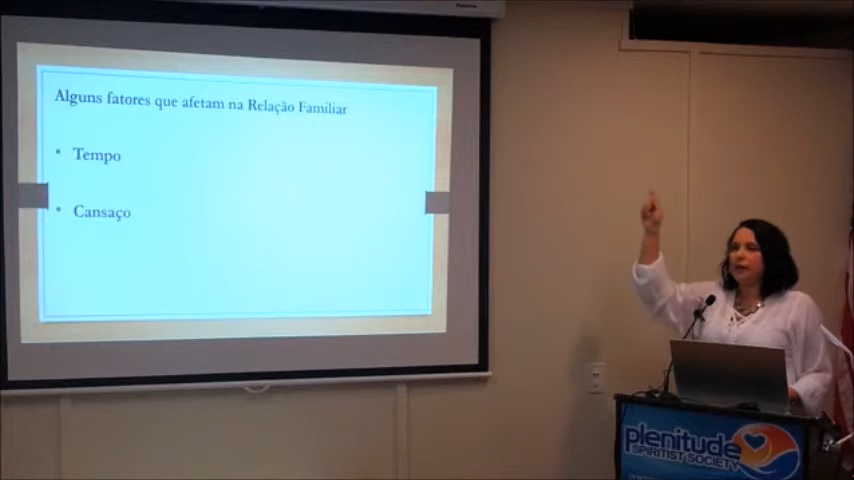 Alguns fatores que afetam na Relação Familiar
• Tempo
• Cansaço
plenitude
SPIRITIST SOCIETY